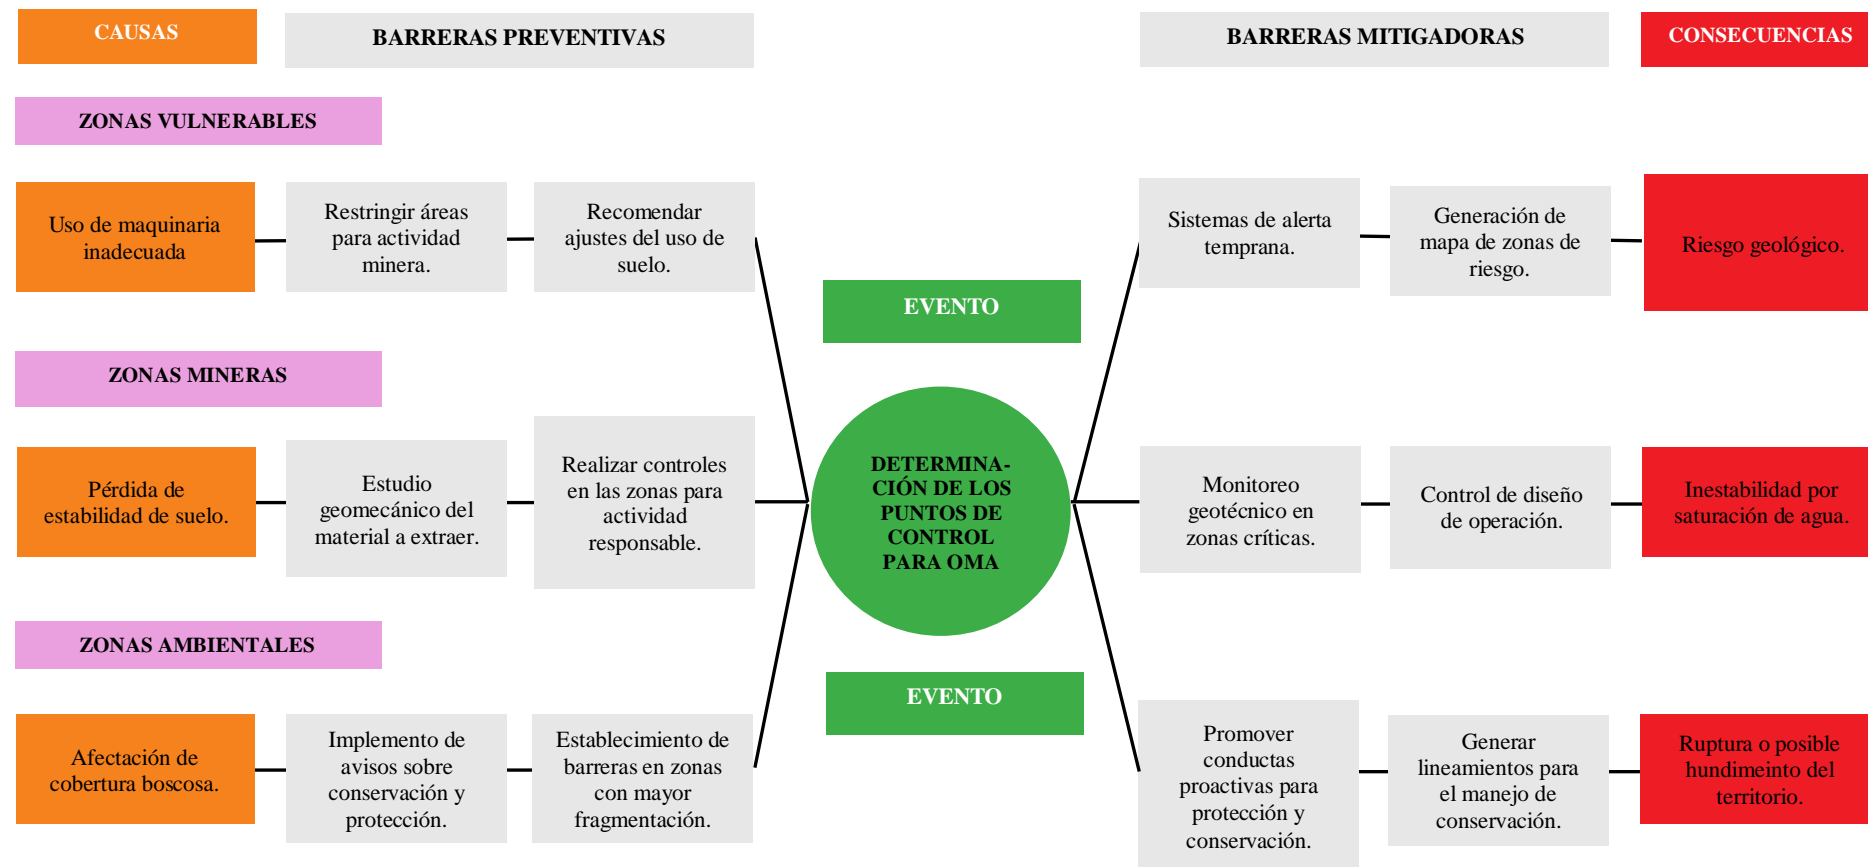 CAUSAS
BARRERAS PREVENTIVAS
BARRERAS MITIGADORAS
CONSECUENCIAS
ZONAS VULNERABLES
Uso de maquinaria
inadecuada
Restringir áreas
para actividad
minera.
Recomendar
ajustes del uso de
suelo.
Sistemas de alerta
temprana.
Generación de
mapa de zonas de
riesgo.
Riesgo geológico.
EVENTO
ZONAS MINERAS
Pérdida de
estabilidad de suelo.
Estudio
geomecánico del
material a extraer.
Realizar controles
en las zonas para
actividad
responsable.
DETERMINA-
CIÓN DE LOS
PUNTOS DE
CONTROL
PARA OMA
Monitoreo
geotécnico en
zonas críticas.
Control de diseño
de operación.
Inestabilidad por
saturación de agua.
ZONAS AMBIENTALES
EVENTO
Afectación de
cobertura boscosa.
Implemento de
avisos sobre
conservación y
protección.
Establecimiento de
barreras en zonas
con mayor
fragmentación.
Promover
conductas
proactivas para
protección y
conservación.
Generar
lineamientos para
el manejo de
conservación.
Ruptura o posible
hundimeinto del
territorio.